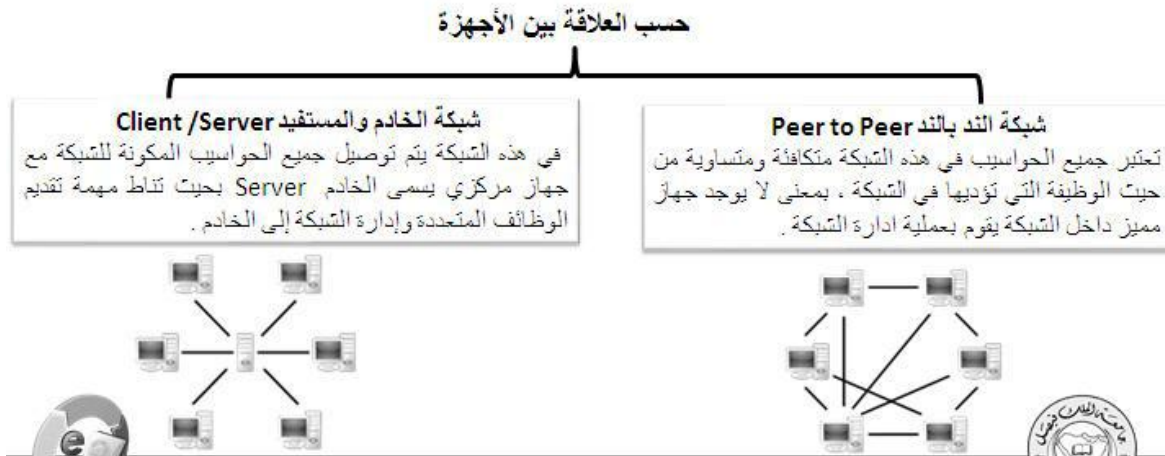 حسب العلاقة بين الأجهزة
شبكة الند بالند Peer to Peer
تعتبر جميع الحواسيب في هذه الشبكة متكافئة ومتساوية من
حيث الوظيفة التي تؤديها في الشبكة ، بمعنى لا يوجد جهاز
مميز داخل الشبكة يقوم بعملية ادارة الشبكة .
شبكة الخادم والمستفيد Client /Server
في هذه الشبكة يتم توصيل جميع الحواسيب المكونة للشبكة مع
جهاز مركزي يسمى الخادم Server بحيث تناط مهمة تقديم
الوظائف المتعددة وإدارة الشبكة إلى الخادم .
جامعة الملك فيصل
e